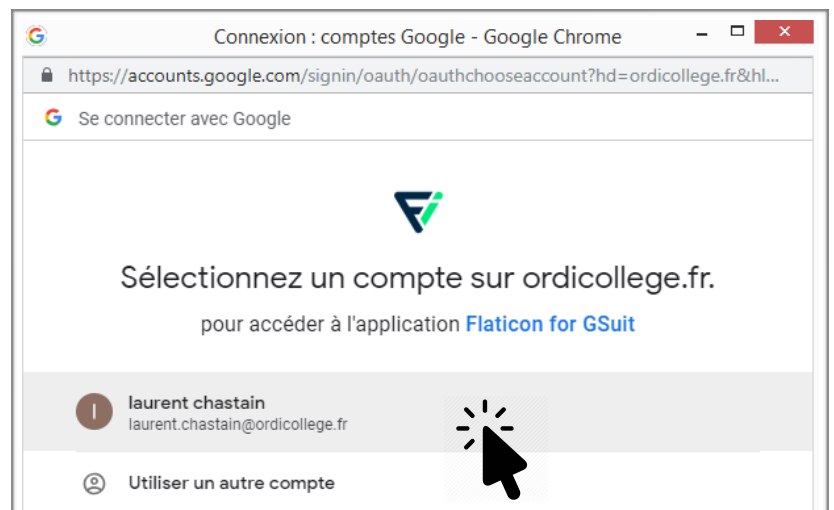 Connexion : comptes Google - Google Chrome
https://accounts.google.com/signin/oauth/oauthchooseaccount?hd=ordicollege.fr&hl...
Se connecter avec Google
Sélectionnez un compte sur ordicollege.fr.
pour accéder à l'application Flaticon for GSuit
l
laurent chastain
laurent.chastain@ordicollege.fr
Utiliser un autre compte